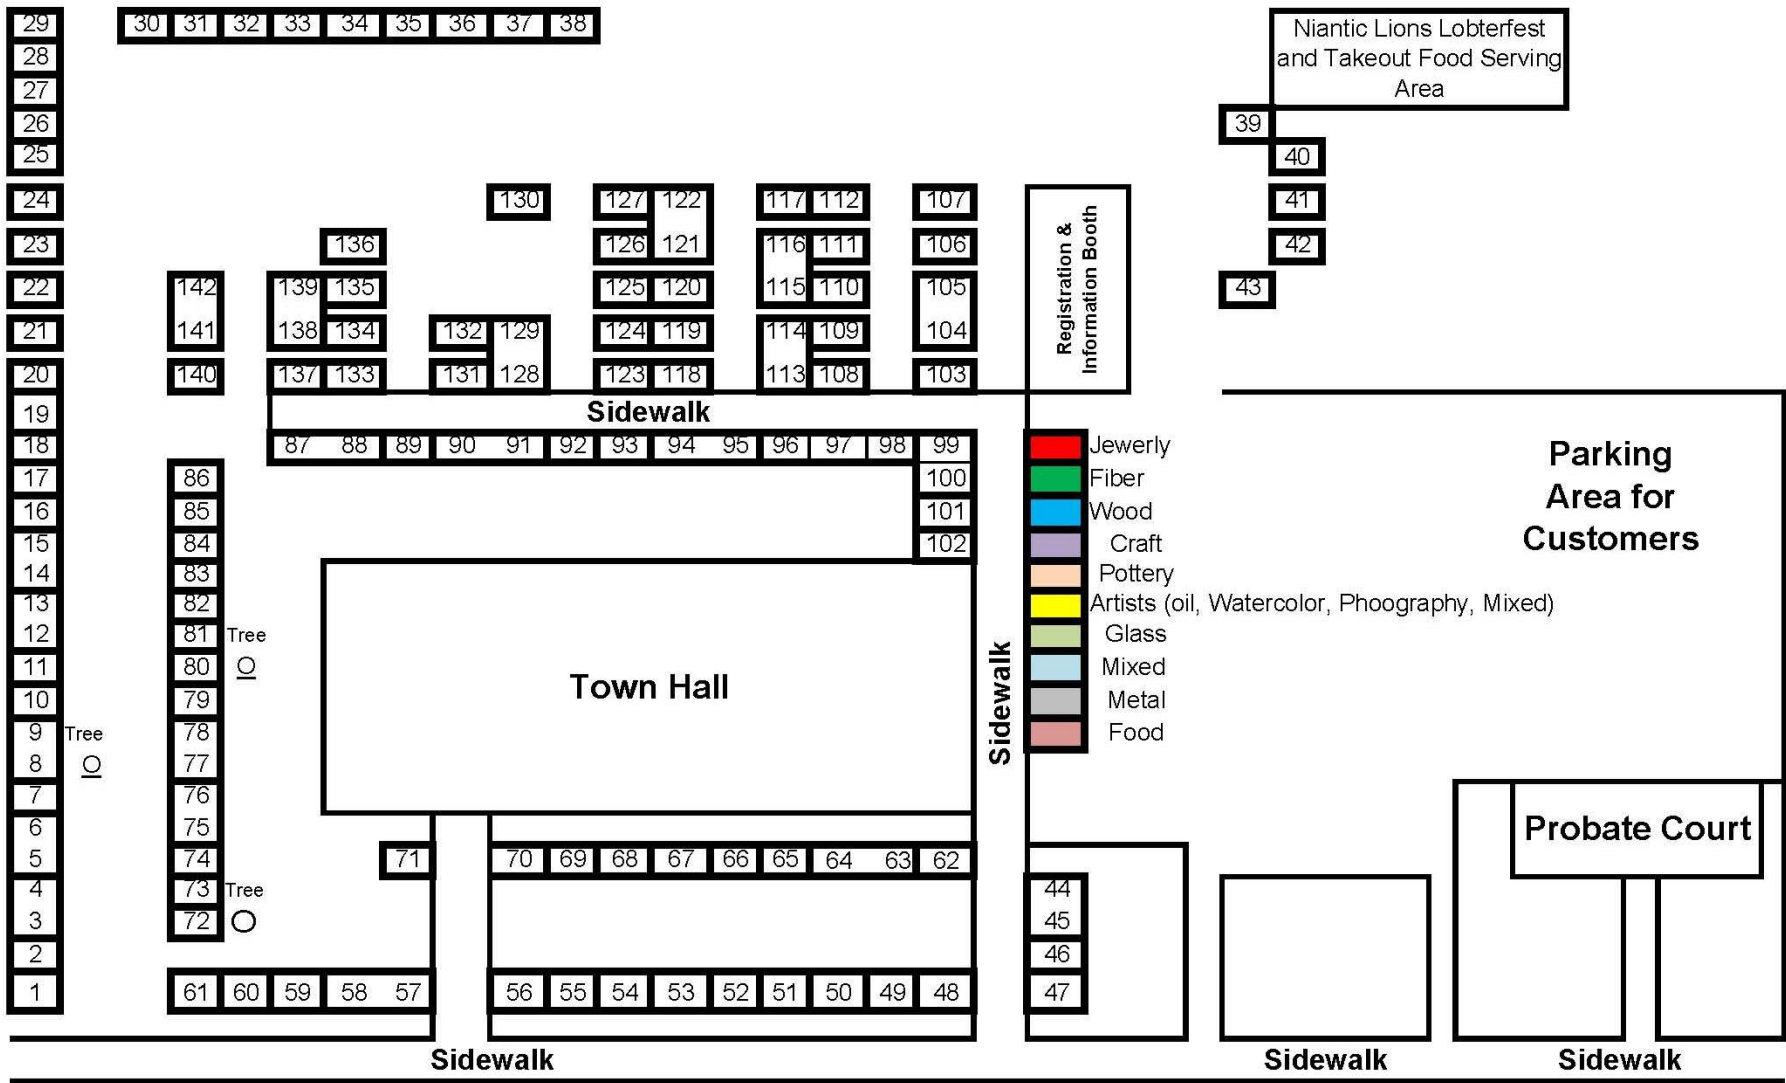 29 30 31 32 33 34 35 36 37 38
Niantic Lions Lobterfest
and Takeout Food Serving
Area
28
27
26 39
25 40
24 130 127 122 117 112 107 41
23 136 126 121 116 111 106 42
22 142 139 135 125 120 115 110 105 43
21 141 138 134 132 129 124 119 114 109 104
20 140 137 133 131 128 123 118 113 108 103
Registration &
Information Booth
19 Sidewalk
18 87 88 89 90 91 92 93 94 95 96 97 98 99 Jewerly
17 86 100 Fiber
16 85 101 Wood
15 84 102 Craft
14 83 Pottery
13 82 Artists (oil, Watercolor, Phoography, Mixed)
12 81 Tree Glass
11 80 Mixed
10 79 Metal
9 Tree 78 Food
8 77
7 76
6 75
Parking
Area for
Customers
Town Hall
Sidewalk
Probate Court
5 74 71 70 69 68 67 66 65 64 63 62
4 73 Tree 44
3 72 45
2 46
1 61 60 59 58 57 56 55 54 53 52 51 50 49 48 47
Sidewalk Sidewalk Sidewalk